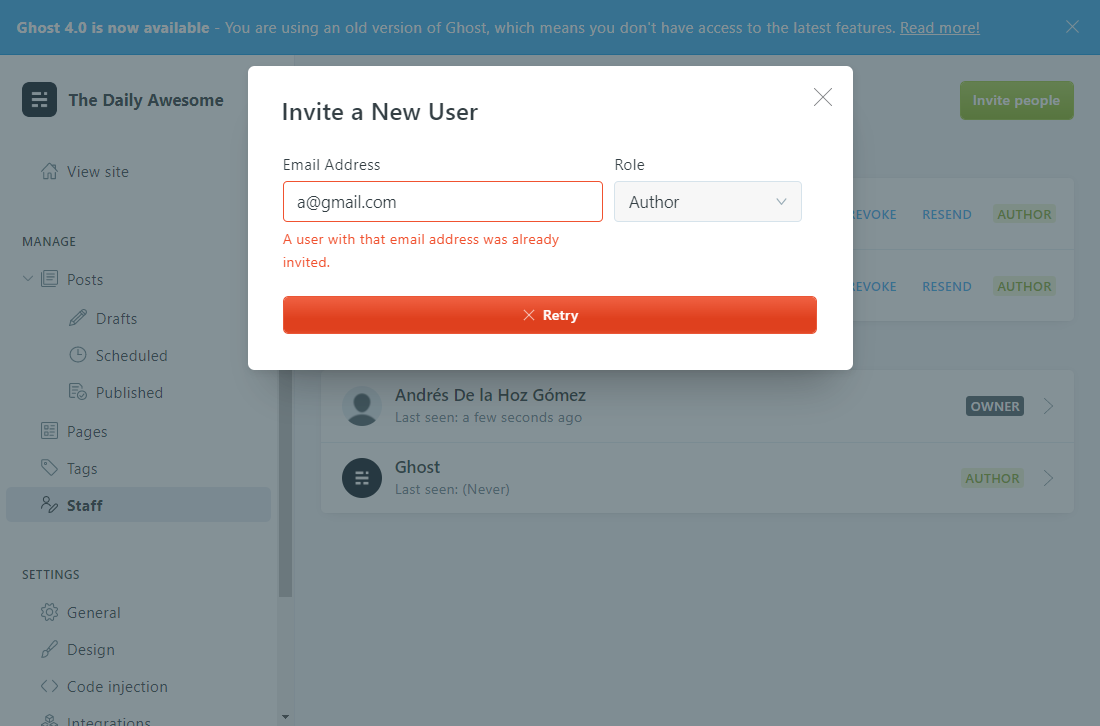 Ghost 4.0 is now available - You are using an old version of Ghost, which means you don't have access to the latest features. Read more!
The Daily Awesome
Invite people
View site
MANAGE
Posts
Drafts
Scheduled
Published
Pages
Tags
Staff
SETTINGS
General
Design
Code injection
Integrations
Invite a New User
Email Address
Role
a@gmail.com
Author
A user with that email address was already
invited.
Retry
RESEND AUTHOR
RESEND AUTHOR
Andrés De la Hoz Gómez
Last seen: a few seconds ago
OWNER
Ghost
Last seen: (Never)
AUTHOR